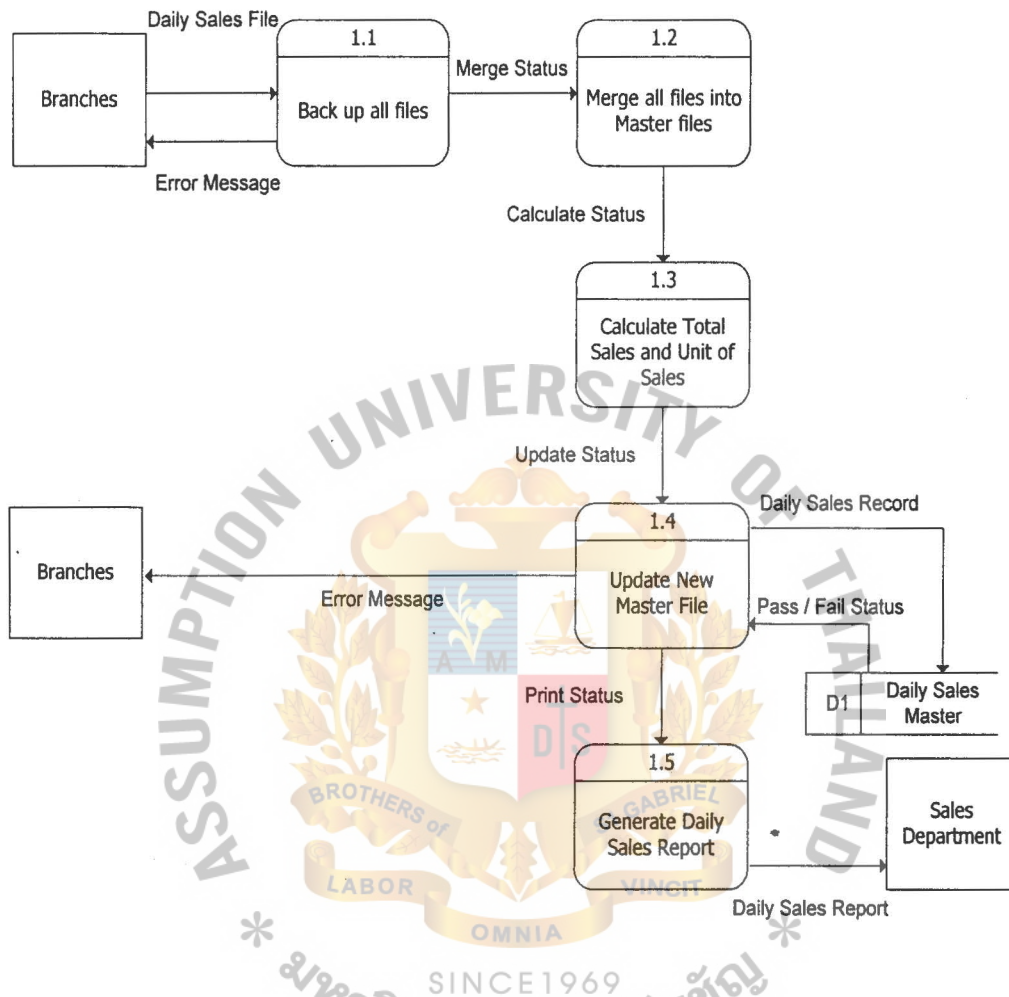 Daily Sales File
1.1
1.2
Branches
Merge Status
Back up all files
Merge all files into
Master files
Error Message
Calculate Status
1.3
Calculate Total
Sales and Unit of
Sales
ASSUMPTION UNIVERSITY OF THAILAND
Update Status
1.4
Daily Sales Record
Branches
Update New
Master File
Error Message
Pass / Fail Status
A M
D S
Print Status
D1
Daily Sales
Master
1.5
BROTHERS of
GABRIEL
Generate Daily
Sales Report
Sales
Department
LABOR
VINCIT
Daily Sales Report
OMNIA
SINCE1969